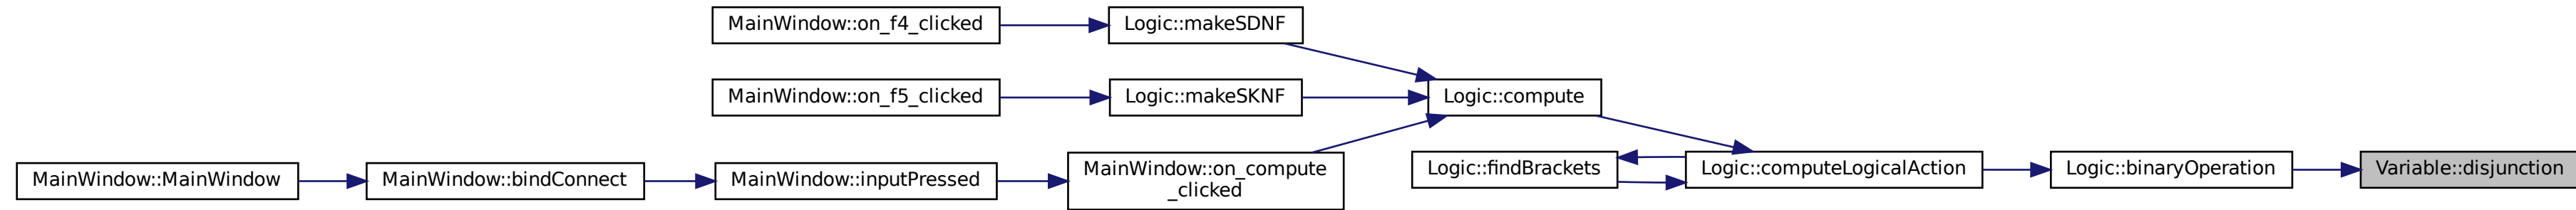 MainWindow::on_f4_clicked
Logic::makeSDNF
MainWindow::on_f5_clicked
Logic::makeSKNF
Logic::compute
MainWindow::MainWindow
MainWindow::bindConnect
MainWindow::inputPressed
MainWindow::on_compute
_clicked
Logic::findBrackets
Logic::computeLogicalAction
Logic::binaryOperation
Variable::disjunction